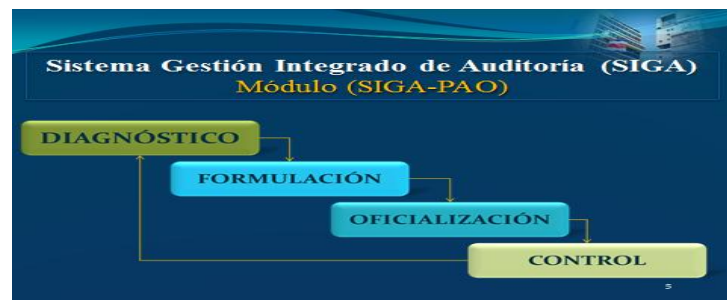 Sistema Gestión Integrado de Auditoría (SIGA)
Módulo (SIGA-PAO)
DIAGNÓSTICO
FORMULACIÓN
OFICIALIZACIÓN
CONTROL
5